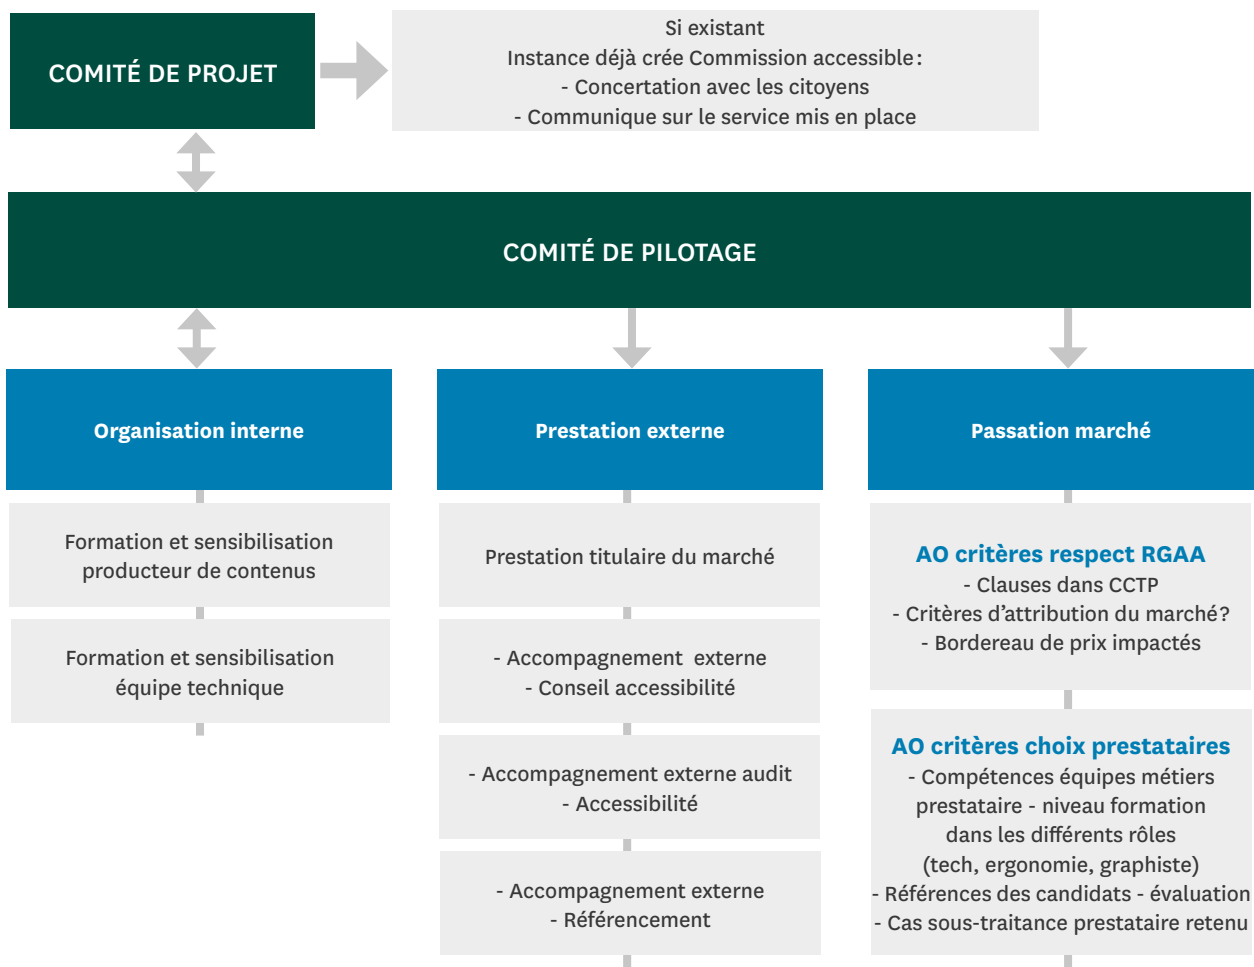 COMITÉ DE PROJET
Si existant
Instance déjà crée Commission accessible :
- Concertation avec les citoyens
- Communique sur le service mis en place
COMITÉ DE PILOTAGE
Organisation interne
Formation et sensibilisation
producteur de contenus
Formation et sensibilisation
équipe technique
Prestation externe
Prestation titulaire du marché
- Accompagnement externe
- Conseil accessibilité
- Accompagnement externe audit
- Accessibilité
- Accompagnement externe
- Référencement
Passation marché
AO critères respect RGAA
- Clauses dans CCTP
- Critères d’attribution du marché ?
- Bordereau de prix impactés
AO critères choix prestataires
- Compétences équipes métiers
prestataire - niveau formation
dans les différents rôles
(tech, ergonomie, graphiste)
- Références des candidats - évaluation
- Cas sous-traitance prestataire retenu